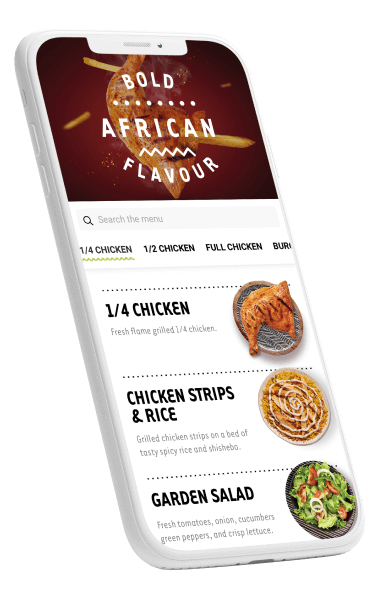 BOLD
AFRICAN
FLAVOUR
Search the menu
1/4 CHICKEN 1/2 CHICKEN FULL CHICKEN
1/4 CHICKEN
Fresh flame grilled 1/4 chicken.
CHICKEN STRIPS
& RICE
Grilled chicken strips on a bed of
tasty spicy rice and shisheba.
GARDEN SALAD
Fresh tomatoes, onion, cucumbers
green peppers, and crisp lettuce.